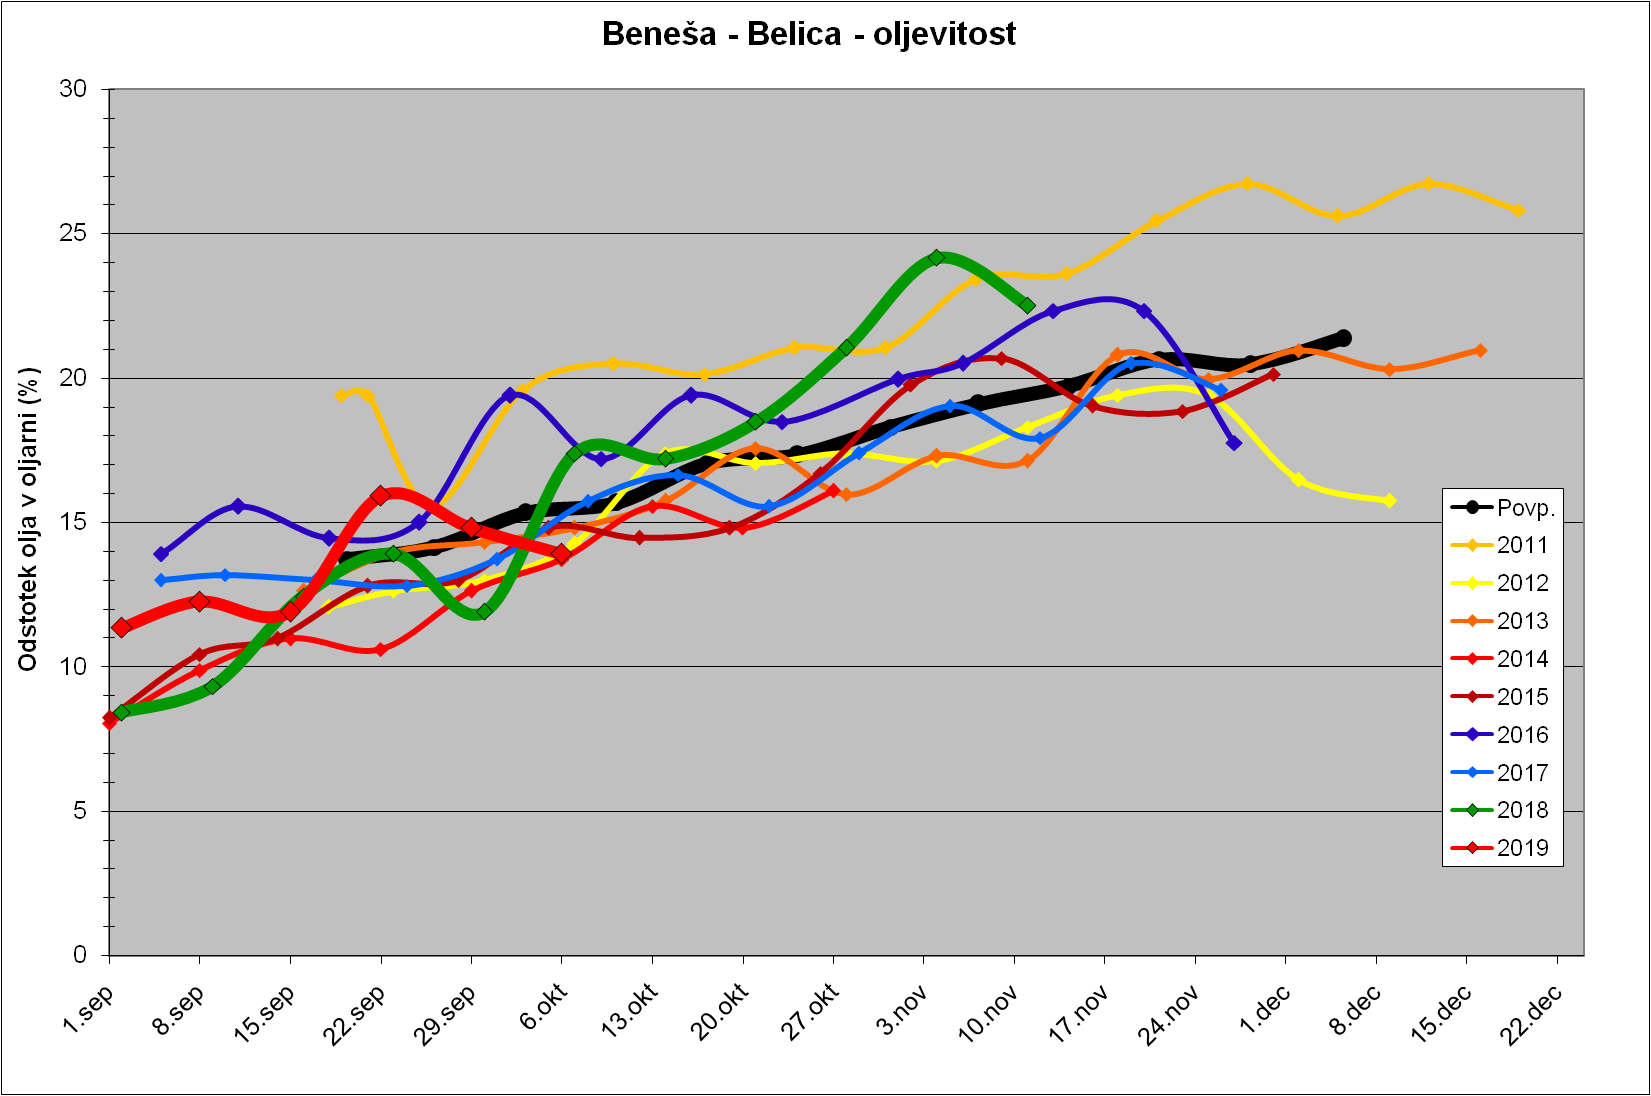 Beneša - Belica - oljevitost
Odstotek olja v oljarni (%)
30
25
20
15
10
5
0
1.sep
8.sep
15.sep
22.sep
29.sep
6.okt
13.okt
20.okt
27.okt
3.nov
10.nov
17.nov
24.nov
1.dec
8.dec
15.dec
22.dec
Povp.
2011
2012
2013
2014
2015
2016
2017
2018
2019